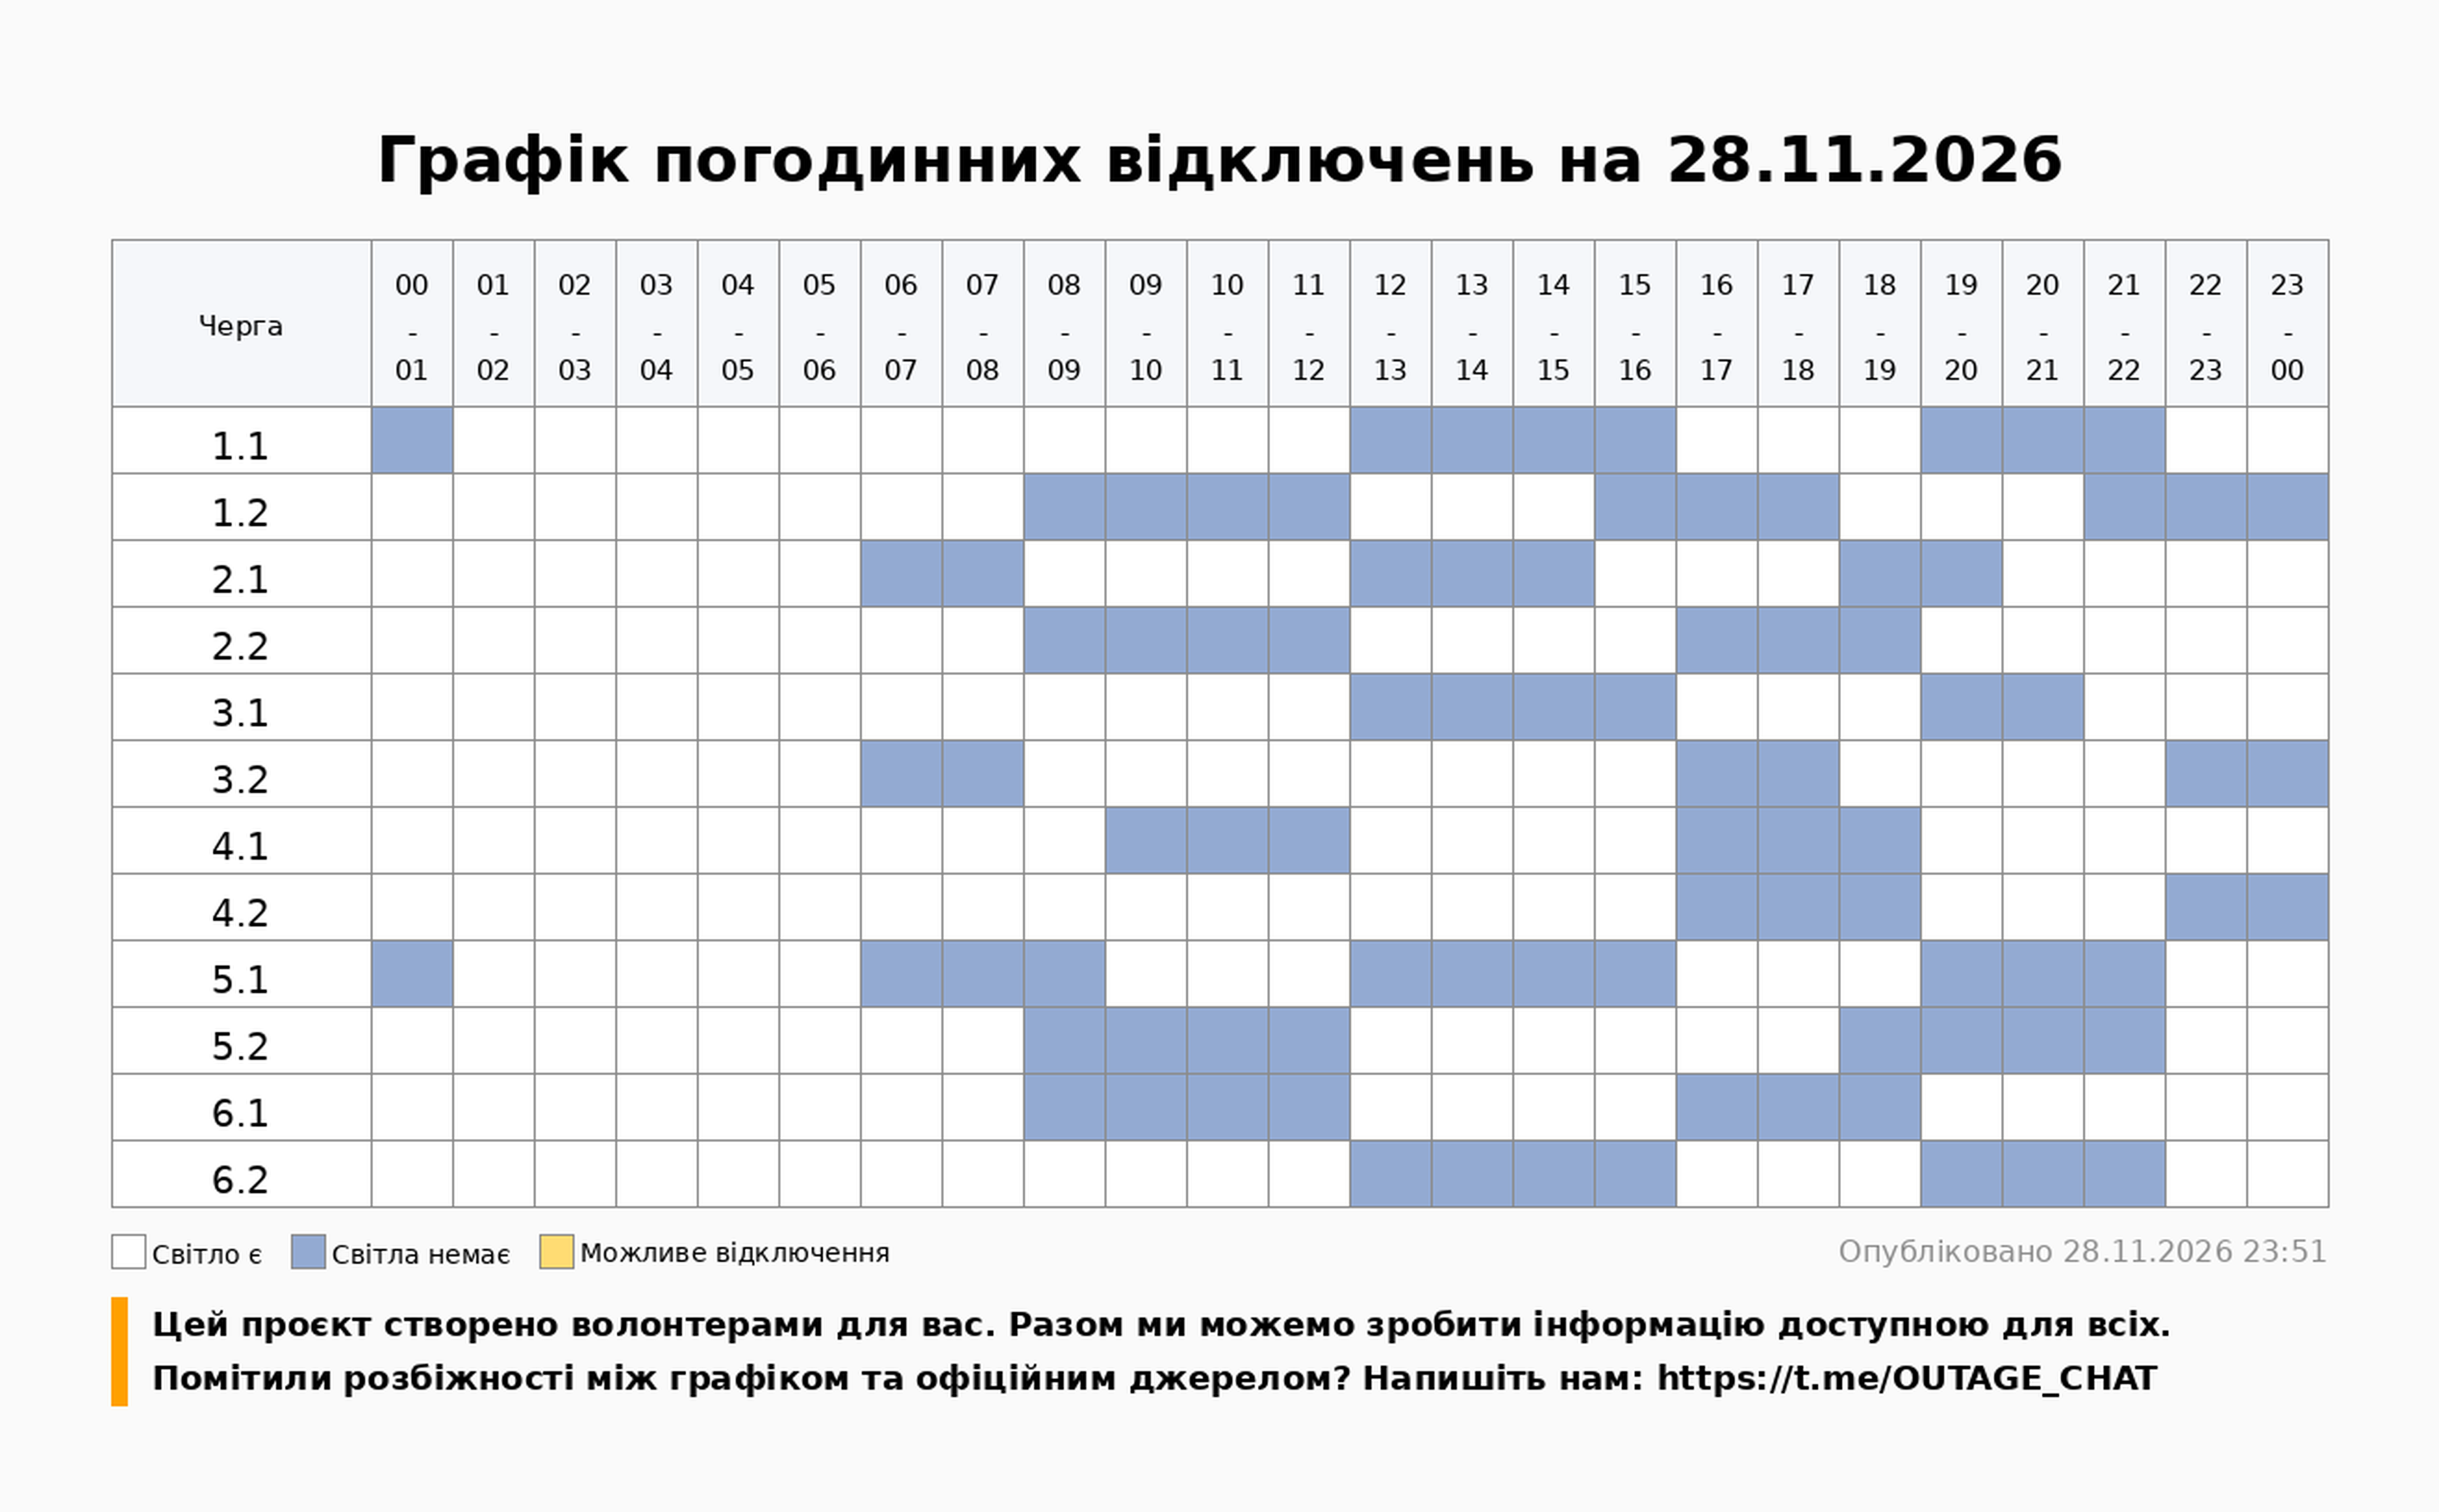 Графік погодинних відключень на 28.11.2026
Черга
00 - 01
01 - 02
02 - 03
03 - 04
04 - 05
05 - 06
06 - 07
07 - 08
08 - 09
09 - 10
10 - 11
11 - 12
12 - 13
13 - 14
14 - 15
15 - 16
16 - 17
17 - 18
18 - 19
19 - 20
20 - 21
21 - 22
22 - 23
23 - 00
1.1
1.2
2.1
2.2
3.1
3.2
4.1
4.2
5.1
5.2
6.1
6.2
Світло є
Світла немає
Можливе відключення
Опубліковано 28.11.2026 23:51
Цей проєкт створено волонтерами для вас. Разом ми можемо зробити інформацію доступною для всіх.
Помітили розбіжності між графіком та офіційним джерелом? Напишіть нам: https://t.me/OUTAGE_CHAT